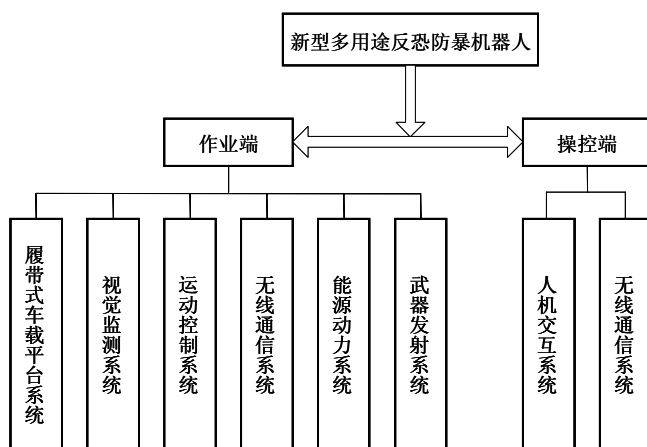 新型多用途反恐防暴机器人
作业端
操控端
履带式车载平台系统
视觉监测系统
运动控制系统
无线通信系统
能源动力系统
武器发射系统
人机交互系统
无线通信系统